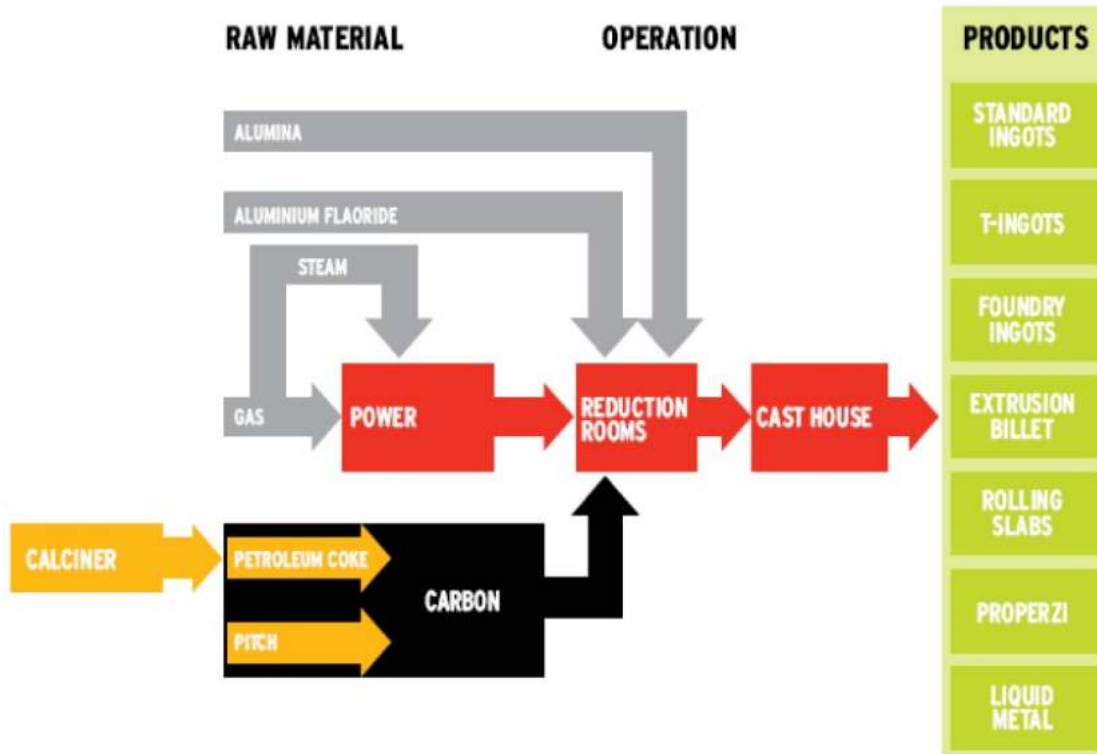 RAW MATERIAL
OPERATION
PRODUCTS
ALUMINA
ALUMINIUM FLAORIDE
STEAM
GAS
POWER
REDUCTION
ROOMS
CAST HOUSE
CALCINER
PETROLEUM COKE
PITCH
CARBON
STANDARD
INGOTS
T-INGOTS
FOUNDRY
INGOTS
EXTRUSION
BILLET
ROLLING
SLABS
PROPERZI
LIQUID
METAL